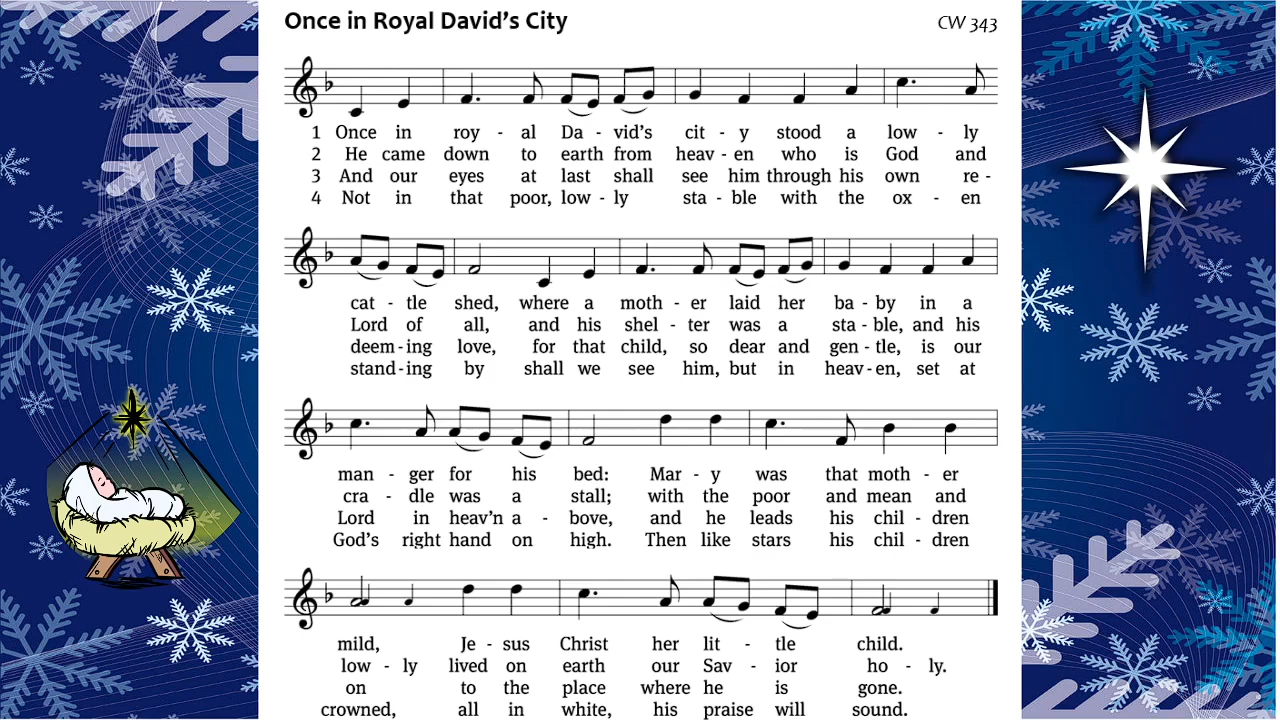 Once in Royal David's City
CW 343
1 Once in roy - al Da - vid's cit - y stood a low - ly
2 He came down to earth from heav - en who is God and
3 And our eyes at last shall see him through his own re -
4 Not in that poor, low - ly sta - ble with the ox - en
cat - tle shed, where a moth - er laid her ba - by in a
Lord of all, and his shel - ter was a sta - ble, and his
deem - ing love, for that child, so dear and gen - tle, is our
stand - ing by shall we see him, but in heav - en, set at
man - ger for his bed: Mar - y was that moth - er
cra - dle was a stall; with the poor and mean and
Lord in heav'n a - bove, and he leads his chil - dren
God's right hand on high. Then like stars his chil - dren
mild, Je - sus Christ her lit - tle child.
low - ly lived on earth our Sav - ior ho - ly.
on to the place where he is gone.
crowned, all in white, his praise will sound.